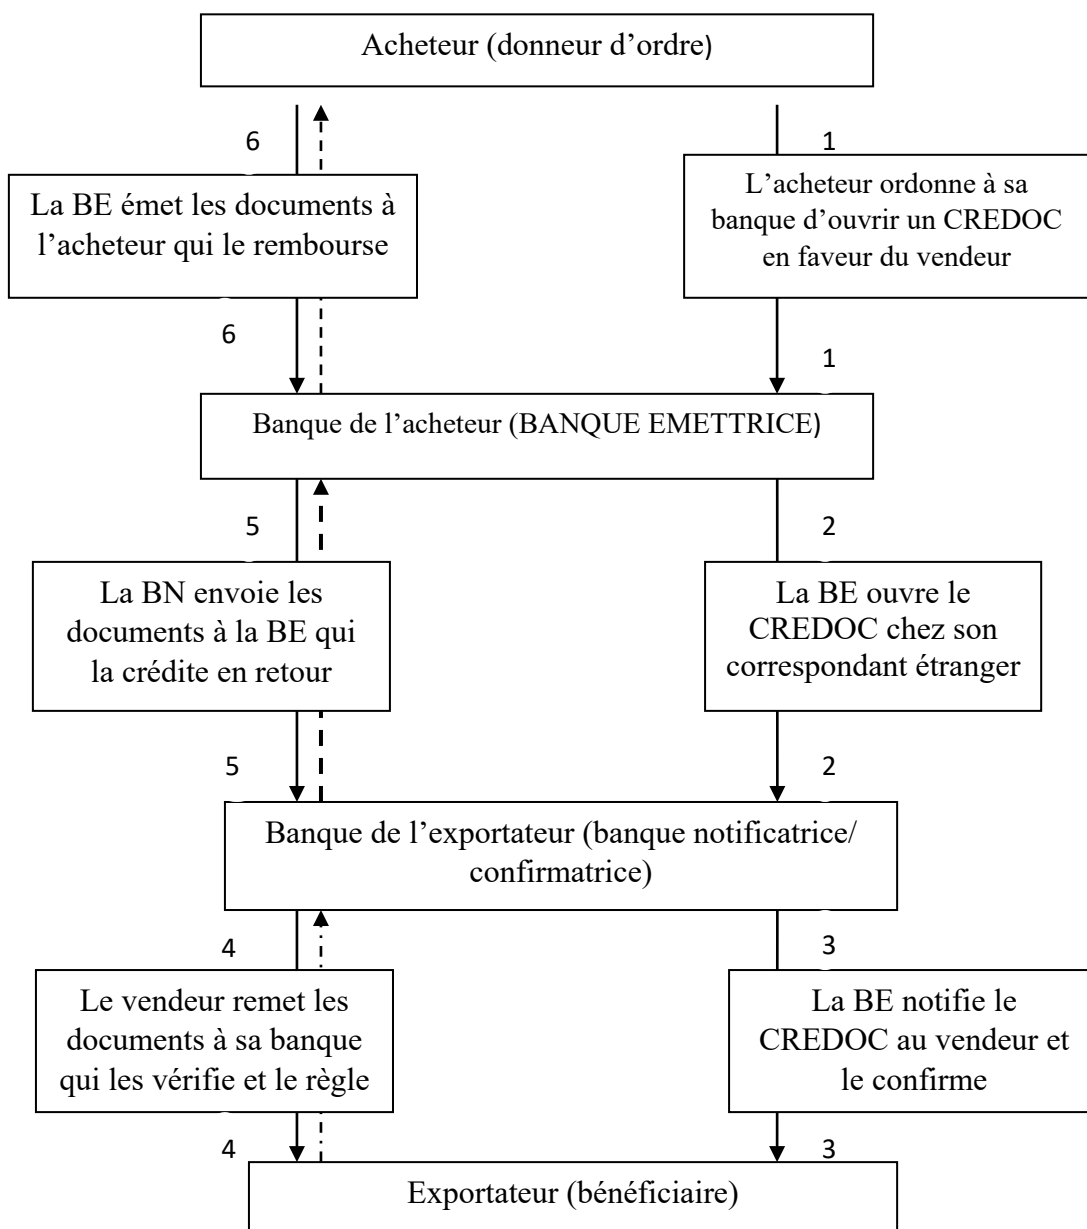 Acheteur (donneur d’ordre)
6
1
La BE émet les documents à
l’acheteur qui le rembourse
L’acheteur ordonne à sa
banque d’ouvrir un CREDOC
en faveur du vendeur
6
1
Banque de l’acheteur (BANQUE EMETTRICE)
5
2
La BN envoie les
documents à la BE qui
la crédite en retour
La BE ouvre le
CREDOC chez son
correspondant étranger
5
2
Banque de l’exportateur (banque notificatrice/
confirmatrice)
4
3
Le vendeur remet les
documents à sa banque
qui les vérifie et le règle
La BE notifie le
CREDOC au vendeur et
le confirme
4
3
Exportateur (bénéficiaire)